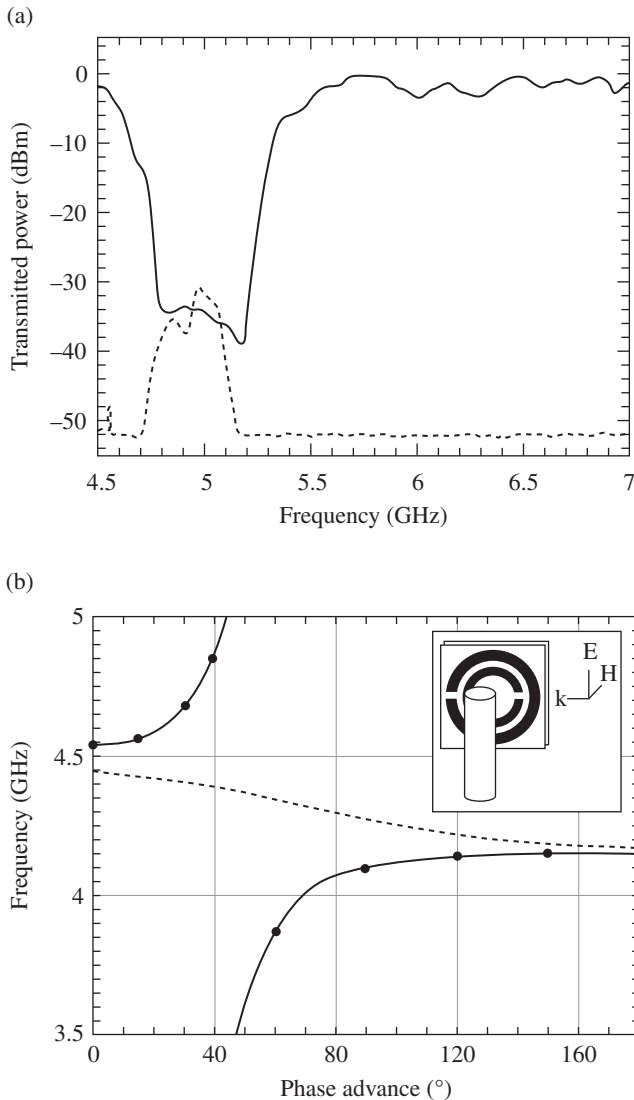 (a)
0
−10
−20
−30
−40
−50
Transmitted power (dBm)
4.5 5 5.5 6 6.5 7
Frequency (GHz)
(b)
5
4.5
4
3.5
Frequency (GHz)
E
H
k
0 40 80 120 160
Phase advance (°)